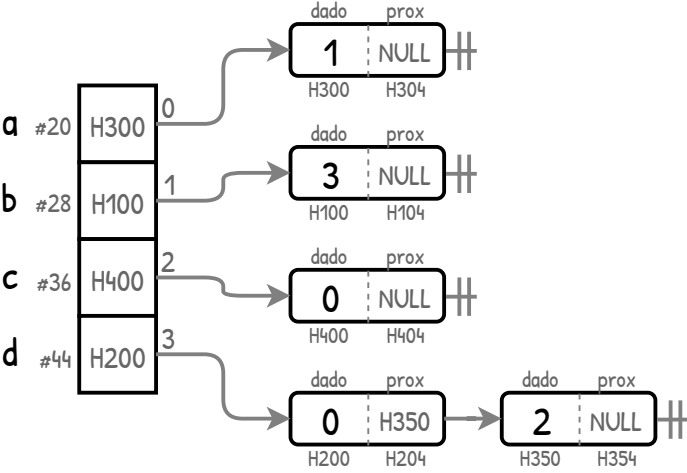 dado prox
1 NULL
H300 H304
a #20 H300 0
dado prox
3 NULL
H100 H104
b #28 H100 1
c #36 H400 2
dado prox
0 NULL
H400 H404
d #44 H200 3
dado prox dado prox
0 H350 2 NULL
H200 H204 H350 H354